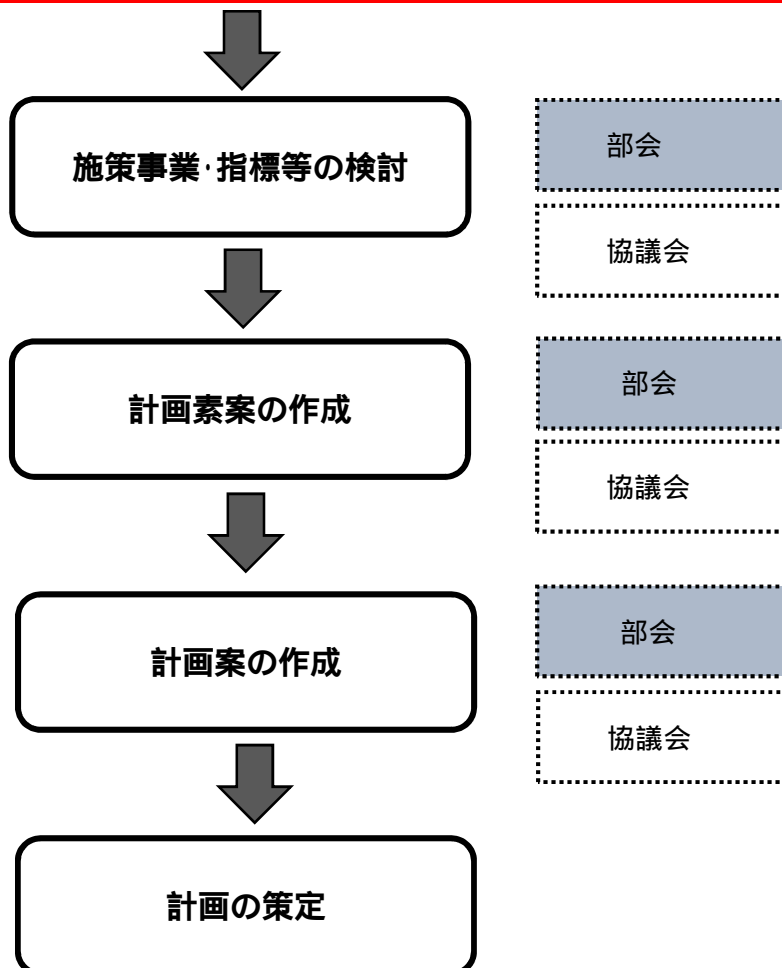 施策事業・指標等の検討
部会
協議会
計画素案の作成
部会
協議会
計画案の作成
部会
協議会
計画の策定